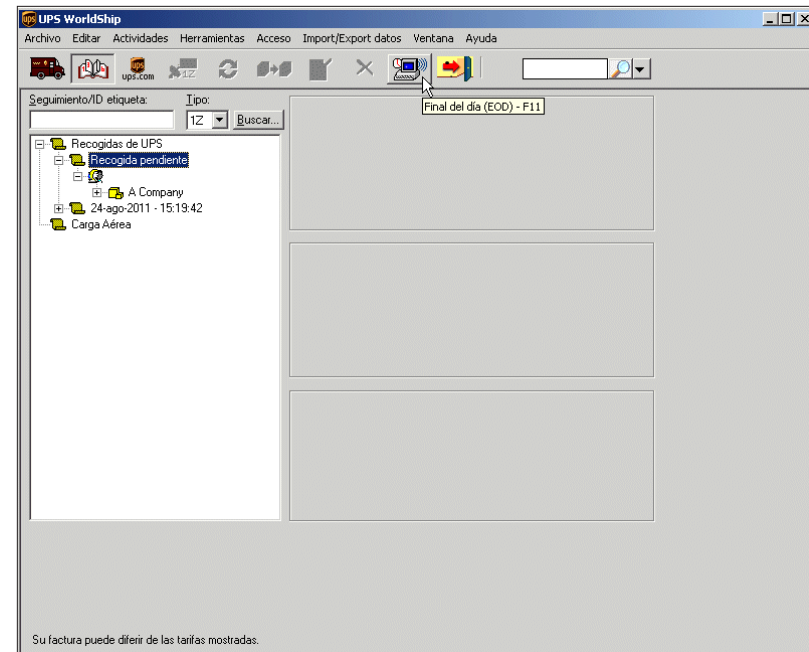 UPS WorldShip
Archivo Editar Actividades Herramientas Acceso Import/Export datos Ventana Ayuda
ups.com 1Z
Final del día (EOD) - F11
Seguimiento/ID etiqueta: Tipo:
1Z Buscar...
Recogidas de UPS
Recogida pendiente
A Company
24-ago-2011 - 15:19:42
Carga Aérea
Su factura puede diferir de las tarifas mostradas.